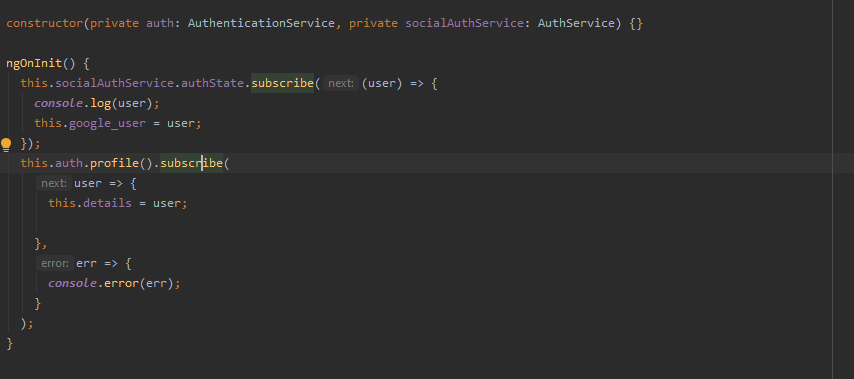 constructor(private auth: AuthenticationService, private socialAuthService: AuthService) {}
ngOnInit() {
this.socialAuthService.authState.subscribe( next: (user) => {
console.log(user);
this.google_user = user;
});
this.auth.profile().subscribe(
next: user => {
this.details = user;
},
error: err => {
console.error(err);
}
);
}